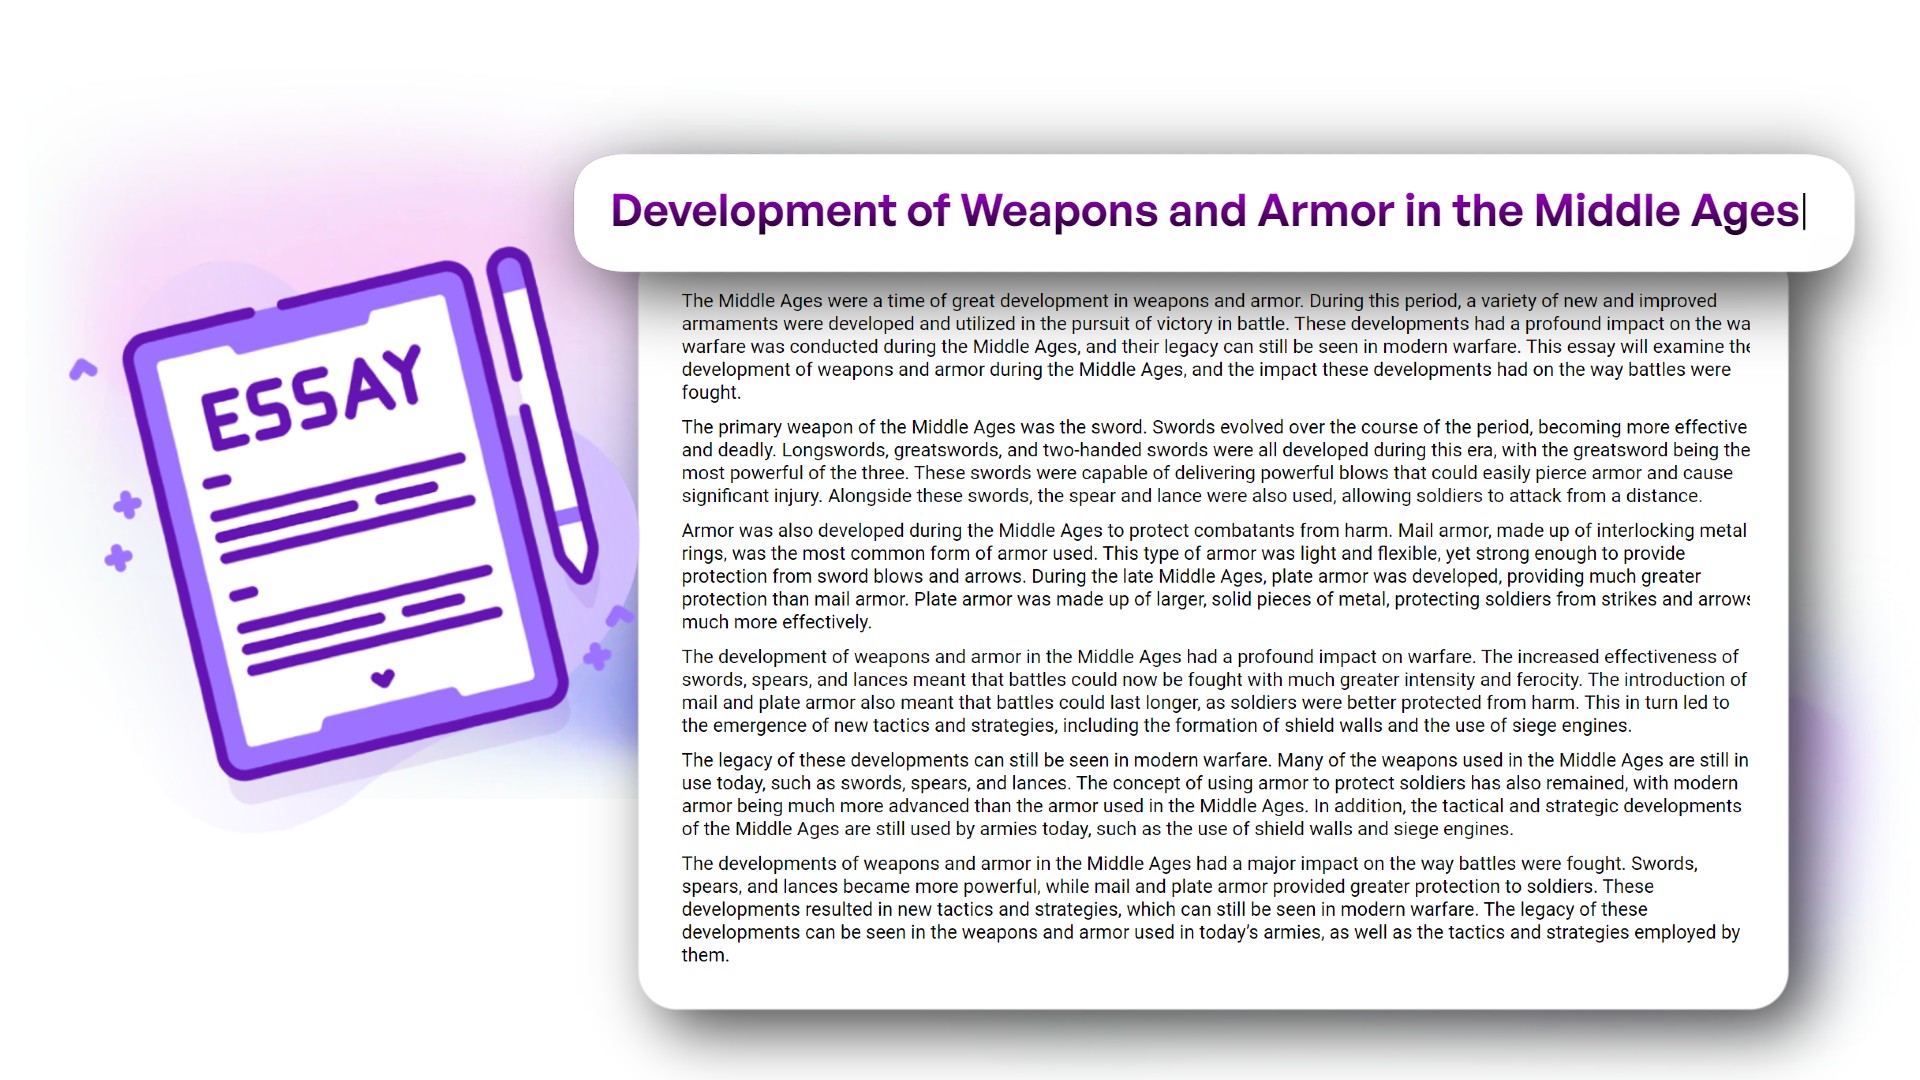 ESSAY
Development of Weapons and Armor in the Middle Ages
The Middle Ages were a time of great development in weapons and armor. During this period, a variety of new and improved
armaments were developed and utilized in the pursuit of victory in battle. These developments had a profound impact on the wa
warfare was conducted during the Middle Ages, and their legacy can still be seen in modern warfare. This essay will examine the
development of weapons and armor during the Middle Ages, and the impact these developments had on the way battles were
fought.
The primary weapon of the Middle Ages was the sword. Swords evolved over the course of the period, becoming more effective
and deadly. Longswords, greatswords, and two-handed swords were all developed during this era, with the greatsword being the
most powerful of the three. These swords were capable of delivering powerful blows that could easily pierce armor and cause
significant injury. Alongside these swords, the spear and lance were also used, allowing soldiers to attack from a distance.
Armor was also developed during the Middle Ages to protect combatants from harm. Mail armor, made up of interlocking metal
rings, was the most common form of armor used. This type of armor was light and flexible, yet strong enough to provide
protection from sword blows and arrows. During the late Middle Ages, plate armor was developed, providing much greater
protection than mail armor. Plate armor was made up of larger, solid pieces of metal, protecting soldiers from strikes and arrows
much more effectively.
The development of weapons and armor in the Middle Ages had a profound impact on warfare. The increased effectiveness of
swords, spears, and lances meant that battles could now be fought with much greater intensity and ferocity. The introduction of
mail and plate armor also meant that battles could last longer, as soldiers were better protected from harm. This in turn led to
the emergence of new tactics and strategies, including the formation of shield walls and the use of siege engines.
The legacy of these developments can still be seen in modern warfare. Many of the weapons used in the Middle Ages are still in
use today, such as swords, spears, and lances. The concept of using armor to protect soldiers has also remained, with modern
armor being much more advanced than the armor used in the Middle Ages. In addition, the tactical and strategic developments
of the Middle Ages are still used by armies today, such as the use of shield walls and siege engines.
The developments of weapons and armor in the Middle Ages had a major impact on the way battles were fought. Swords,
spears, and lances became more powerful, while mail and plate armor provided greater protection to soldiers. These
developments resulted in new tactics and strategies, which can still be seen in modern warfare. The legacy of these
developments can be seen in the weapons and armor used in today's armies, as well as the tactics and strategies employed by
them.